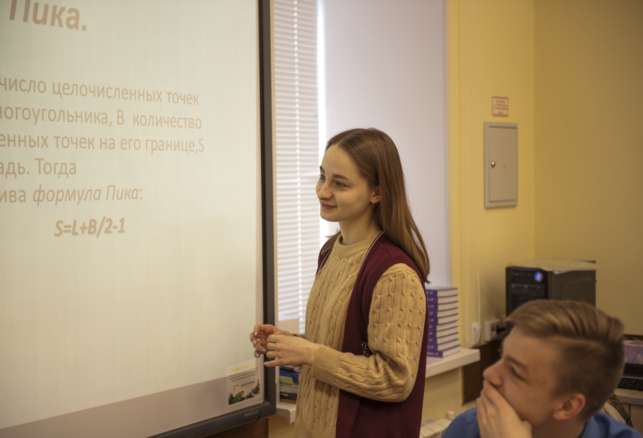 Пика.
число целочисленных точек
ногоугольника, В количество
енных точек на его границе,S
адь. Тогда
ива формула Пика:
S=L+B/2-1